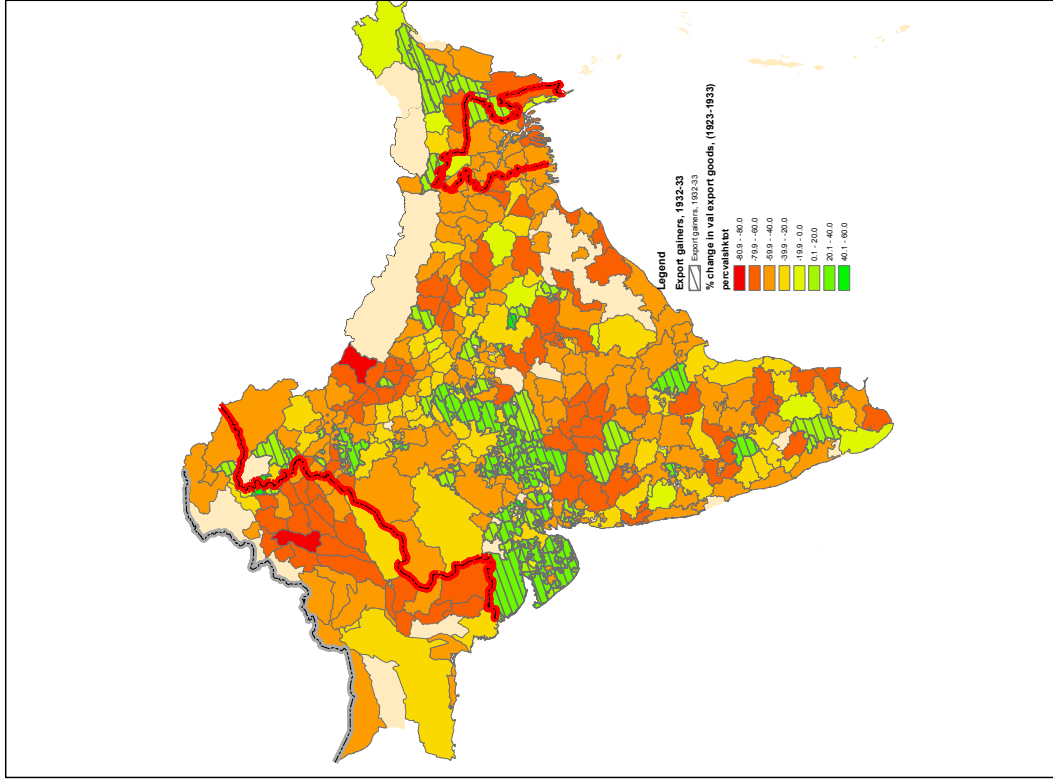 Legend
Export gainers, 1932-33
Export gainers, 1932-33
% change in val export goods, (1923-1933)
percvalshktot
-80.9 - -80.0
-79.9 - -60.0
-59.9 - -40.0
-39.9 - -20.0
-19.9 - 0.0
0.1 - 20.0
20.1 - 40.0
40.1 - 60.0